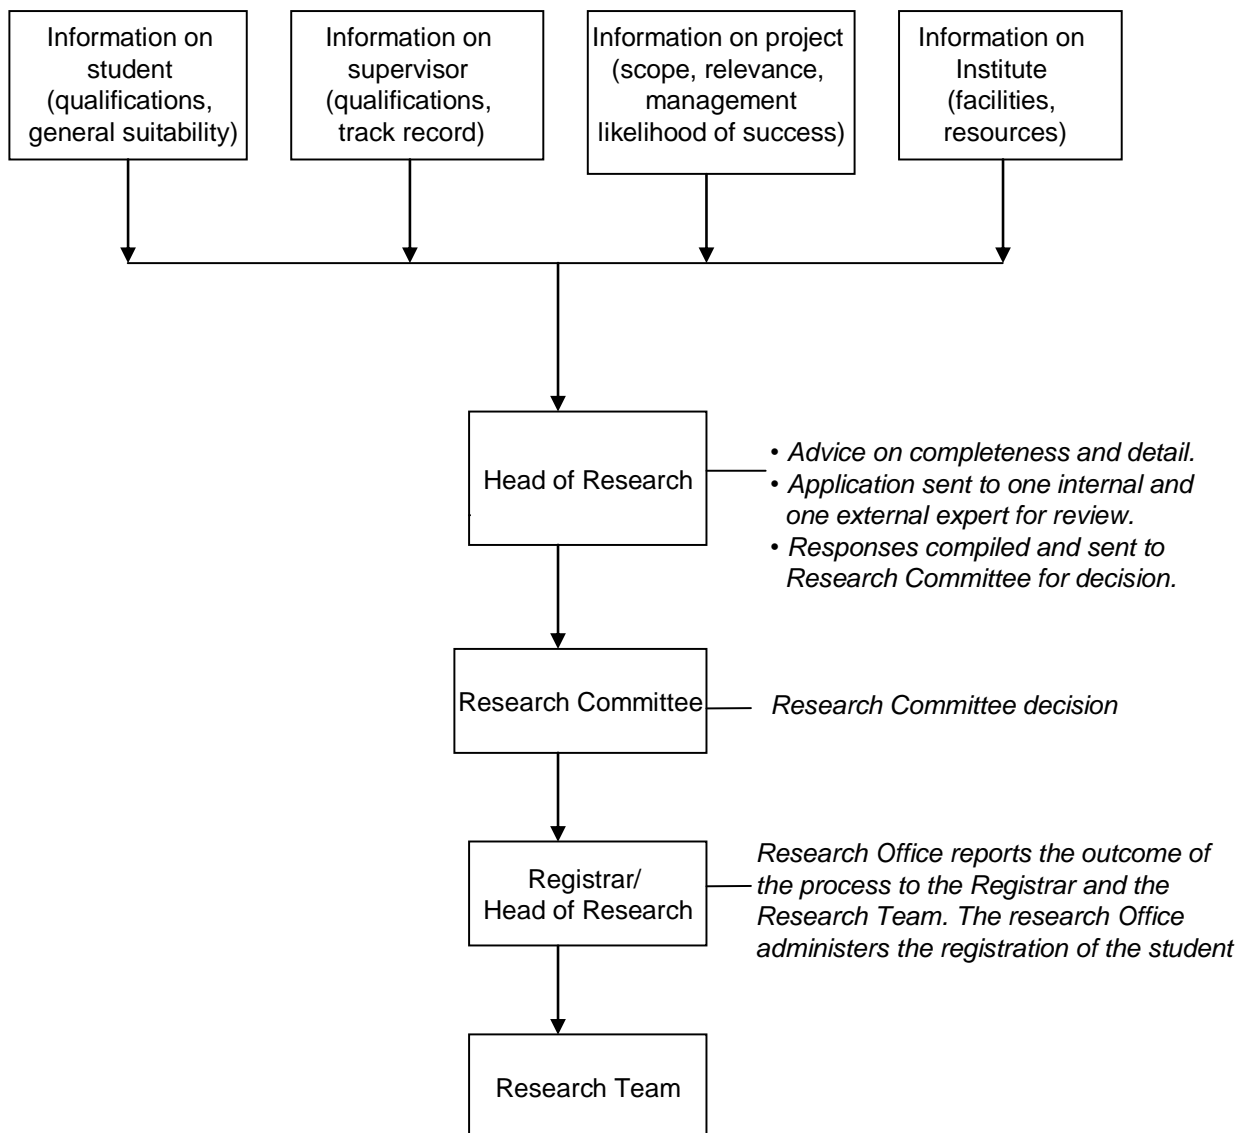 Information on
student
(qualifications,
general suitability)
Information on
supervisor
(qualifications,
track record)
Information on project
(scope, relevance,
management
likelihood of success)
Information on
Institute
(facilities,
resources)
Head of Research
• Advice on completeness and detail.
• Application sent to one internal and
one external expert for review.
• Responses compiled and sent to
Research Committee for decision.
Research Committee
Research Committee decision
Registrar/
Head of Research
Research Office reports the outcome of
the process to the Registrar and the
Research Team. The research Office
administers the registration of the student
Research Team